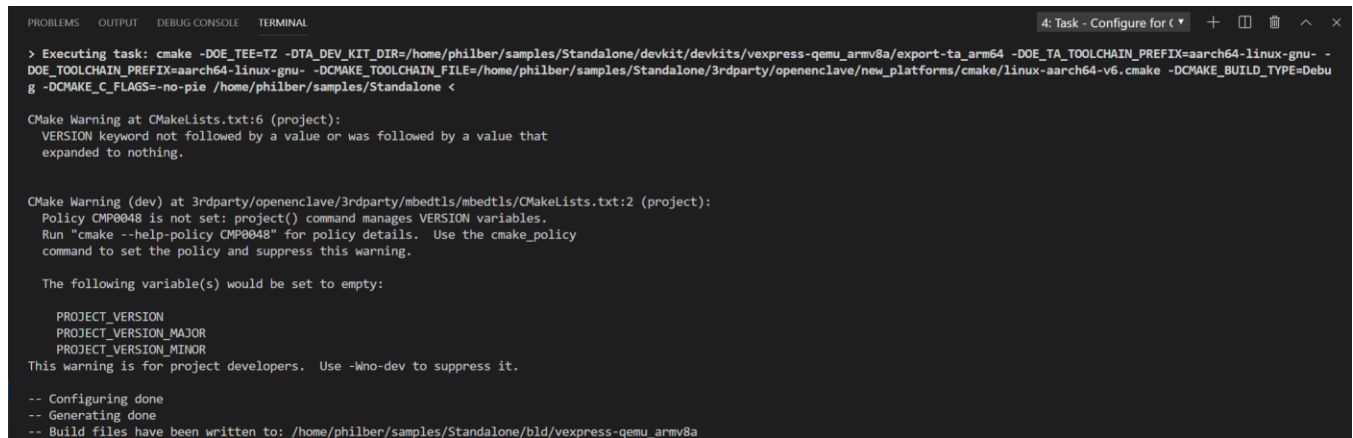 PROBLEMS OUTPUT DEBUG CONSOLE TERMINAL 4: Task - Configure for (
> Executing task: cmake -DOE_TEE=TZ -DTA_DEV_KIT_DIR=/home/philber/samples/Standalone/devkit/devkits/vexpress-qemu_armv8a/export-ta_arm64 -DOE_TA_TOOLCHAIN_PREFIX=aarch64-linux-gnu- -
DOE_TOOLCHAIN_PREFIX=aarch64-linux-gnu- -DCMAKE_TOOLCHAIN_FILE=/home/philber/samples/Standalone/3rdparty/openenclave/new_platforms/cmake/linux-aarch64-v6.cmake -DCMAKE_BUILD_TYPE=Debu
g -DCMAKE_C_FLAGS=-no-pie /home/philber/samples/Standalone <
CMake Warning at CMakeLists.txt:6 (project):
VERSION keyword not followed by a value or was followed by a value that
expanded to nothing.
CMake Warning (dev) at 3rdparty/openenclave/3rdparty/mbedtls/mbedtls/CMakeLists.txt:2 (project):
Policy CMP0048 is not set: project() command manages VERSION variables.
Run "cmake --help-policy CMP0048" for policy details. Use the cmake_policy
command to set the policy and suppress this warning.
The following variable(s) would be set to empty:
PROJECT_VERSION
PROJECT_VERSION_MAJOR
PROJECT_VERSION_MINOR
This warning is for project developers. Use -Wno-dev to suppress it.
-- Configuring done
-- Generating done
-- Build files have been written to: /home/philber/samples/Standalone/bld/vexpress-qemu_armv8a